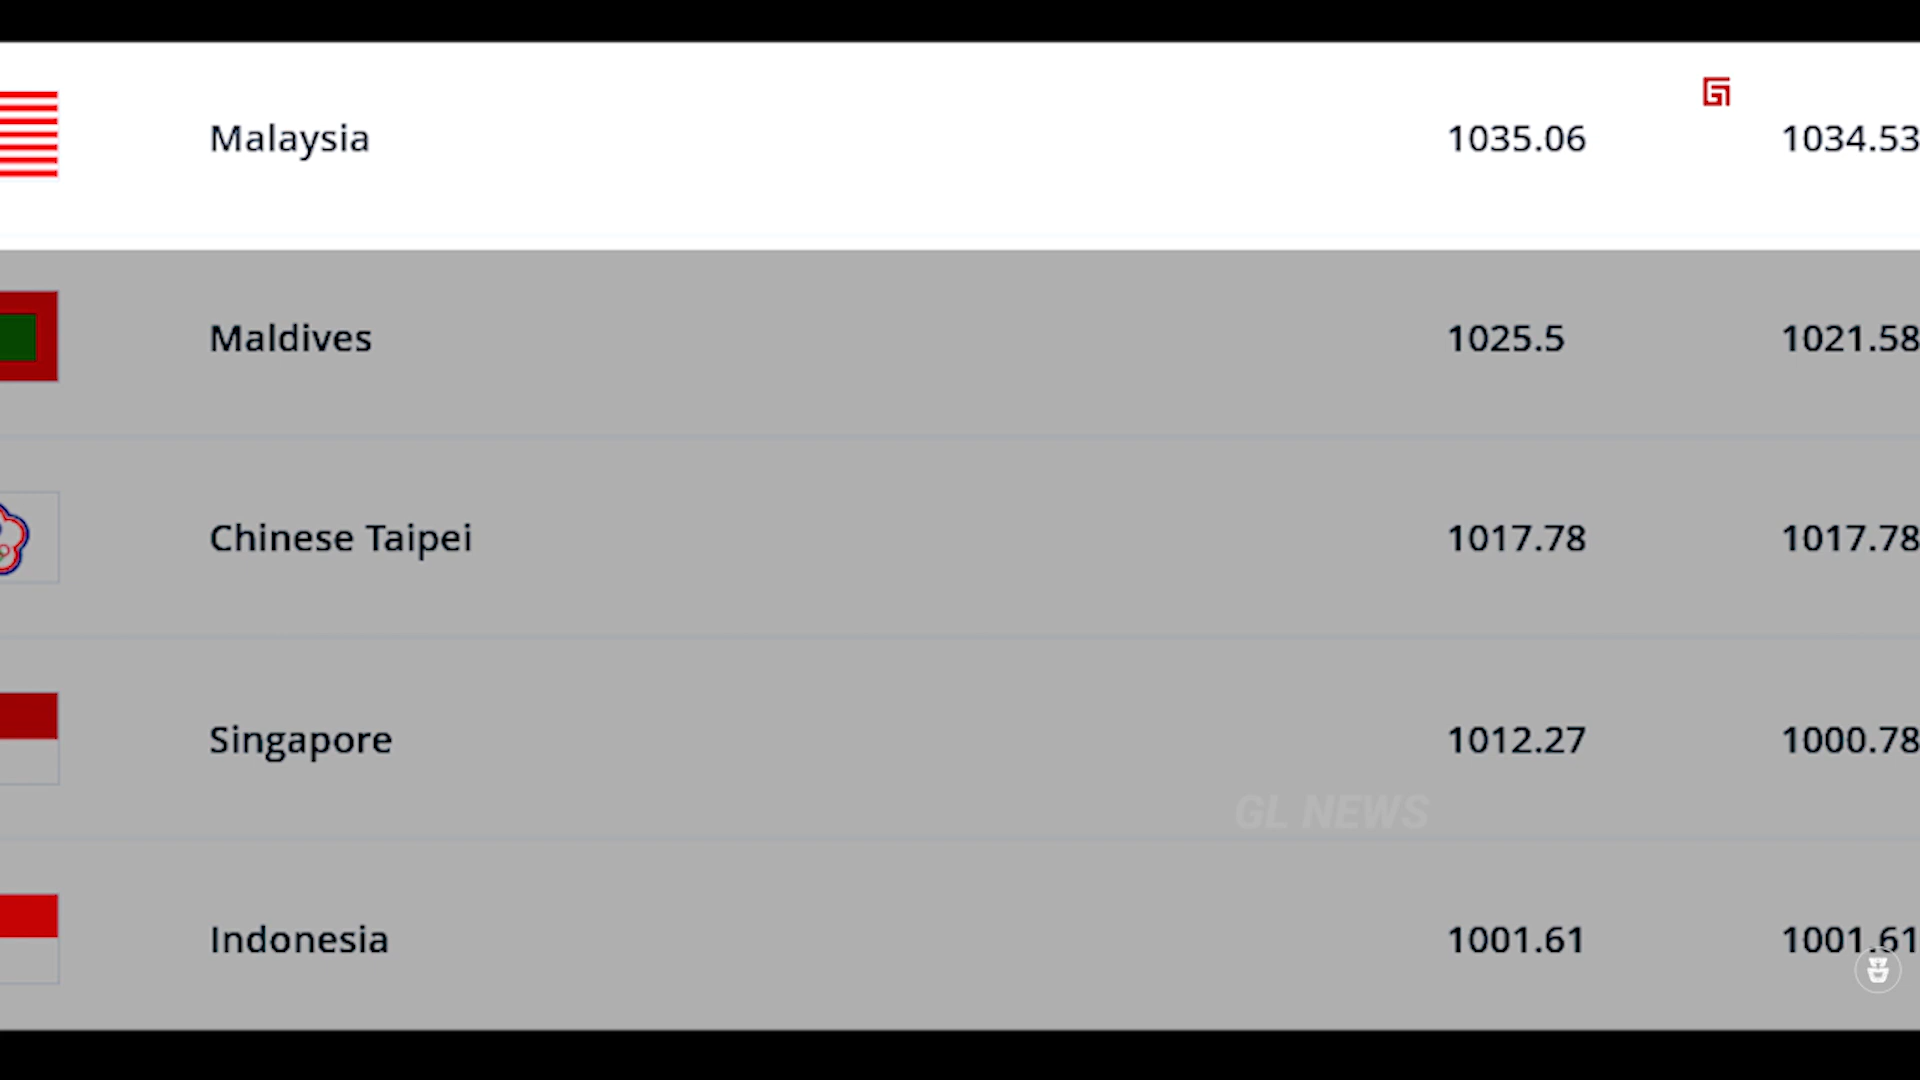 Malaysia 1035.06 1034.53
Maldives 1025.5 1021.58
Chinese Taipei 1017.78 1017.78
Singapore 1012.27 1000.78
GL NEWS
Indonesia 1001.61 1001.61